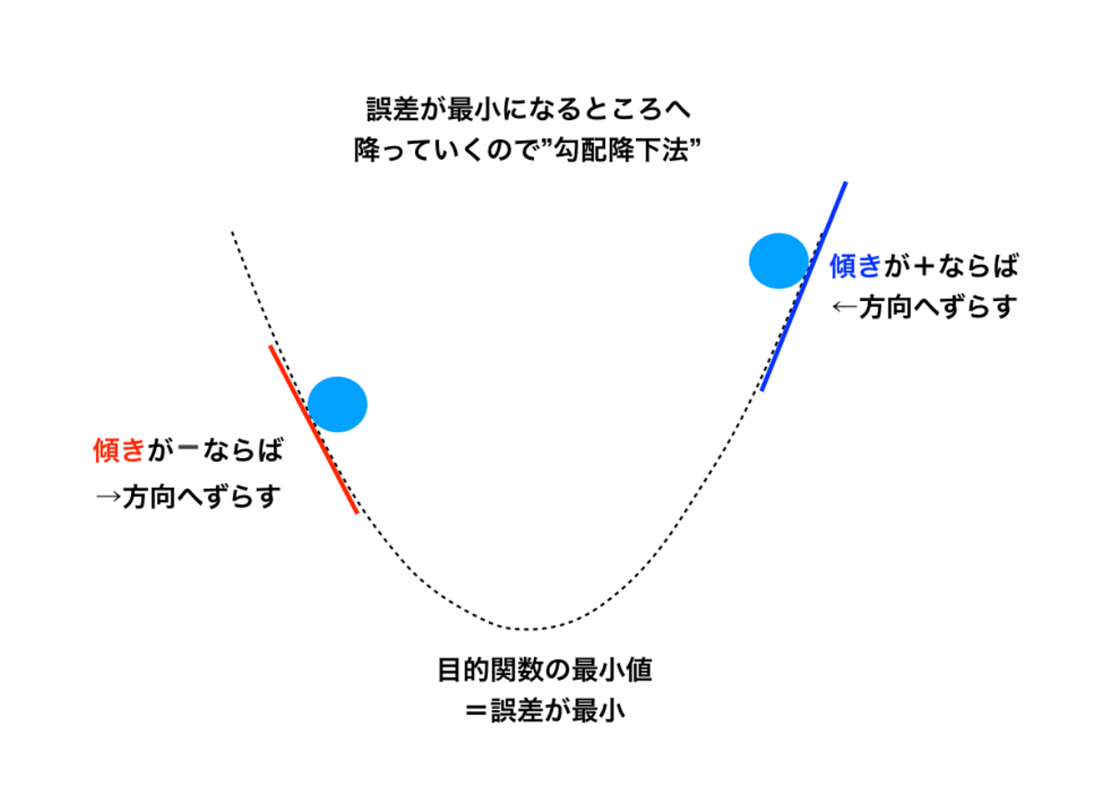 誤差が最小になるところへ
降っていくので”勾配降下法”
傾きが＋ならば
←方向へずらす
傾きがーならば
→方向へずらす
目的関数の最小値
＝誤差が最小